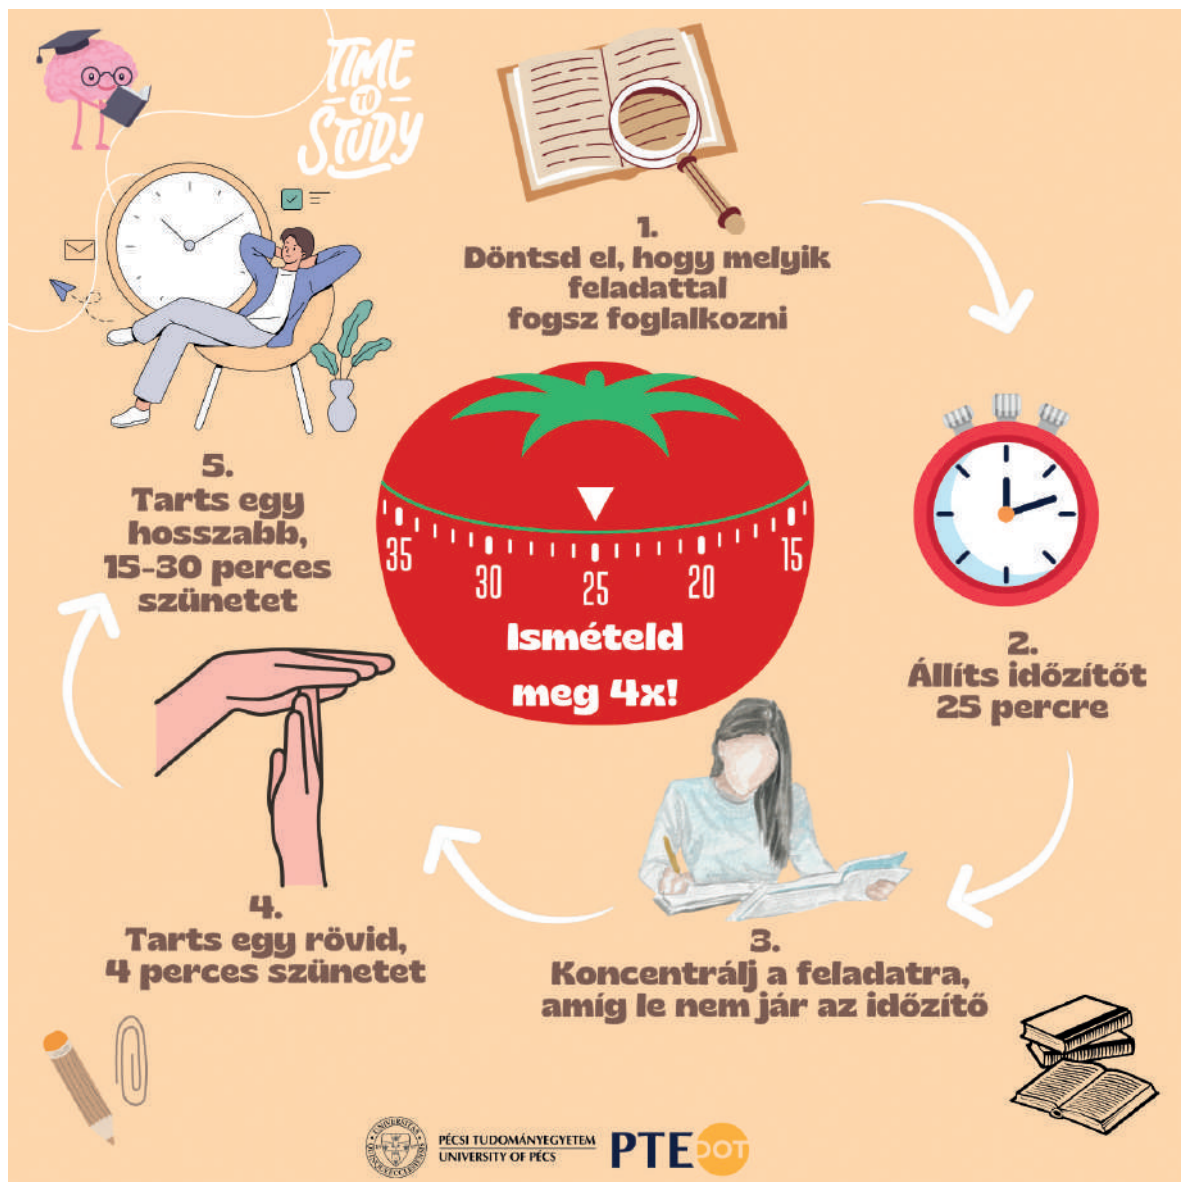 TIME
TO
STUDY
1.
Döntsd el, hogy melyik
feladattal
fogsz foglalkozni
2.
Állíts időzítőt
25 percre
3.
Koncentrálj a feladatra,
amíg le nem jár az időzítő
4.
Tarts egy rövid,
4 perces szünetet
5.
Tarts egy
hosszabb,
15-30 perces
szünetet
35 30 25 20 15
Ismételd
meg 4x!
PÉCSI TUDOMÁNYEGYETEM
UNIVERSITY OF PÉCS
PTE DOT